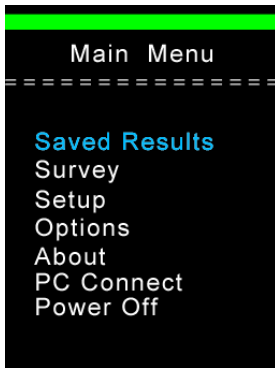 Main Menu
================
Saved Results
Survey
Setup
Options
About
PC Connect
Power Off